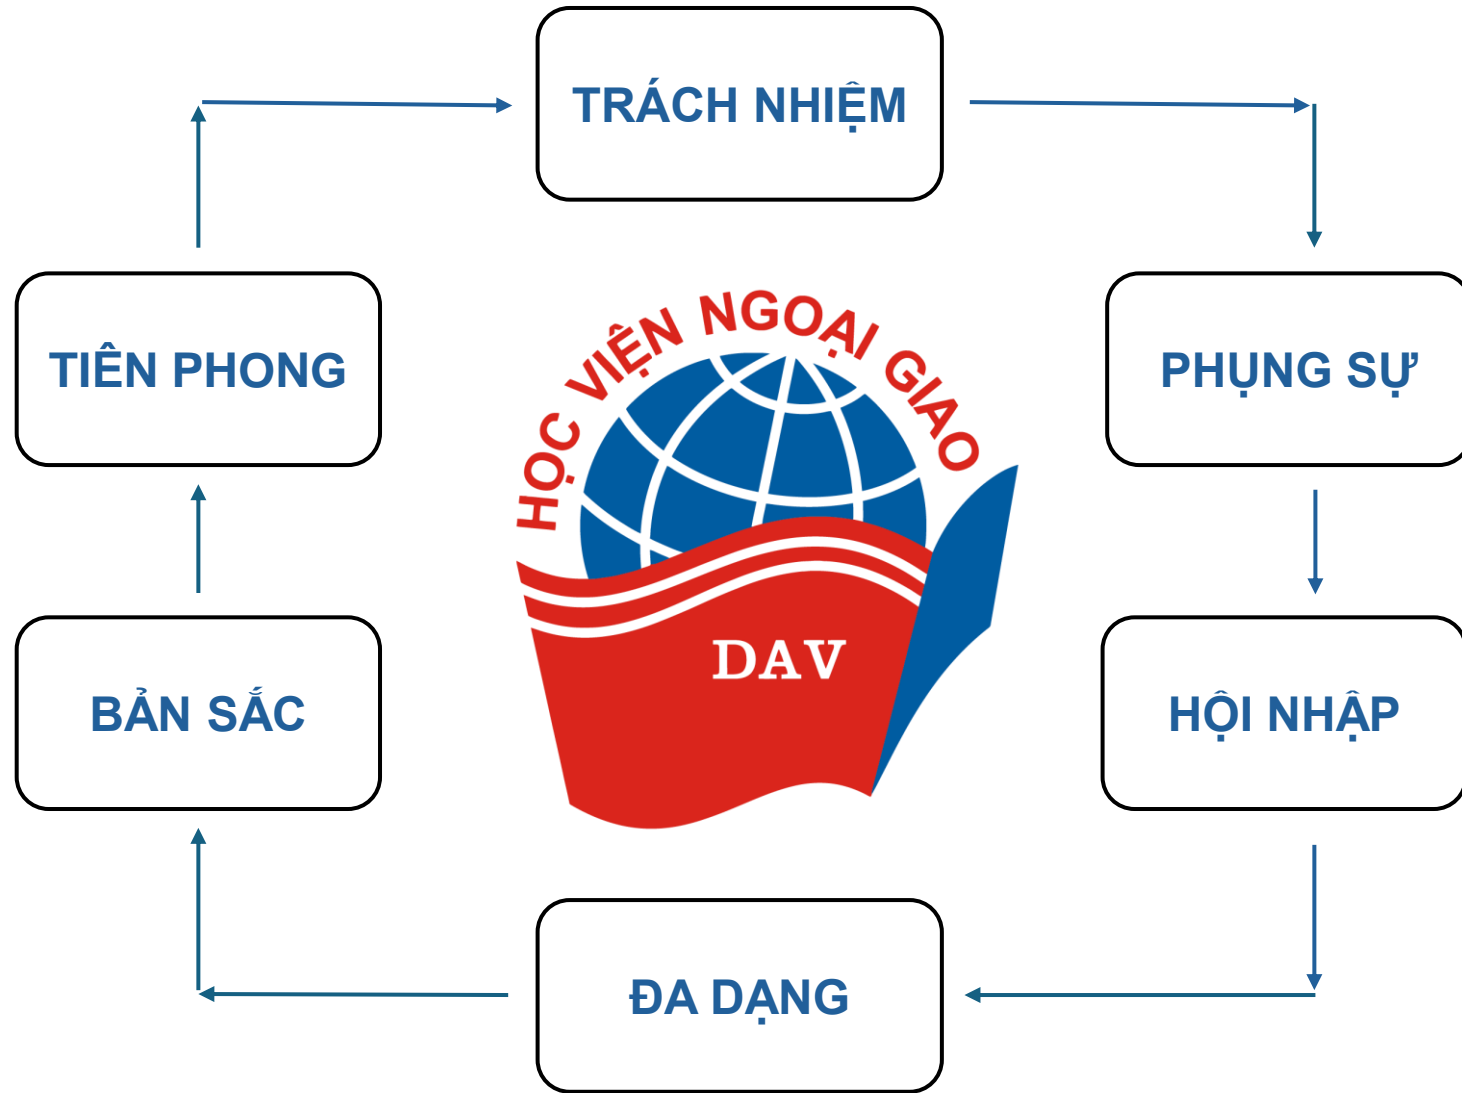 TRÁCH NHIỆM
TIÊN PHONG
PHỤNG SỰ
HỌC VIỆN NGOẠI GIAO
DAV
BẢN SẮC
HỘI NHẬP
ĐA DẠNG